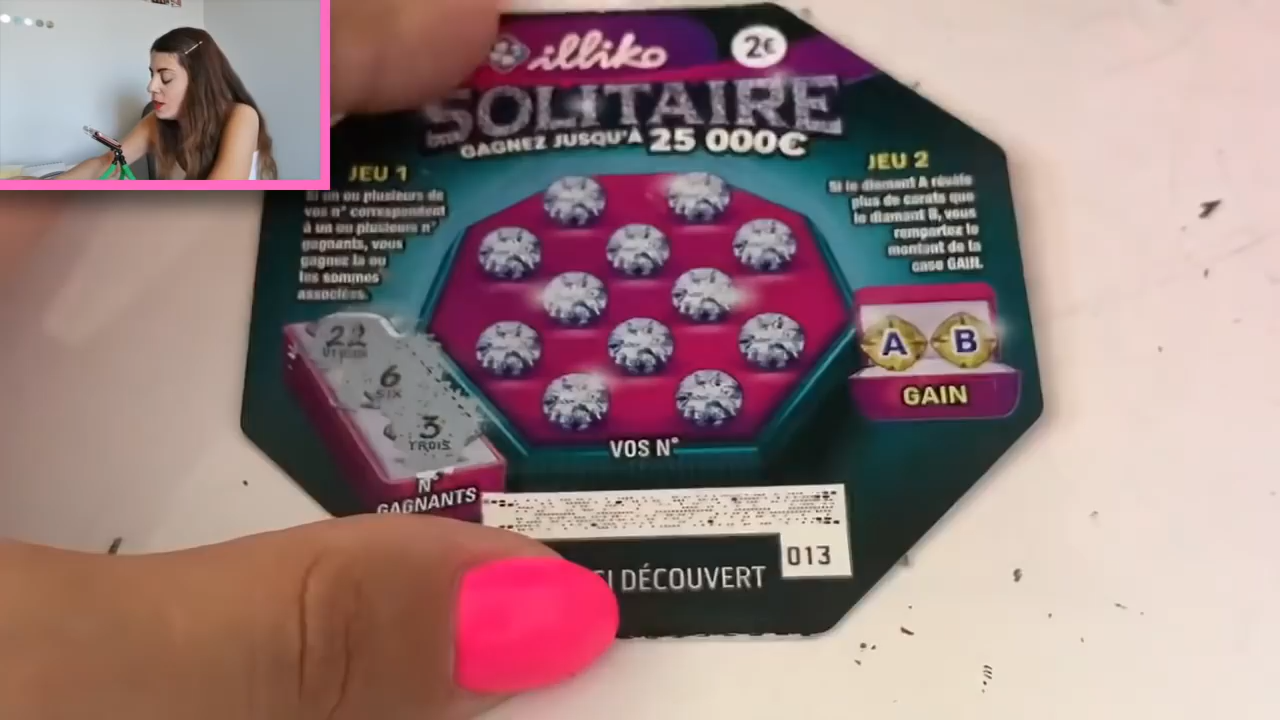 illiko
2€
SOLITAIRE
GAGNEZ JUSQU'À 25 000€
JEU 1
Si un ou plusieurs de
vos n° correspondent
à un ou plusieurs n°
gagnants, vous
gagnez la ou
les sommes
associées.
JEU 2
Si le diamant A révèle
plus de carats que
le diamant B, vous
remportez le
montant de la
case GAIN.
22
6
SIX
3
TROIS
N°
GAGNANTS
A B
GAIN
VOS N°
013
SI DÉCOUVERT